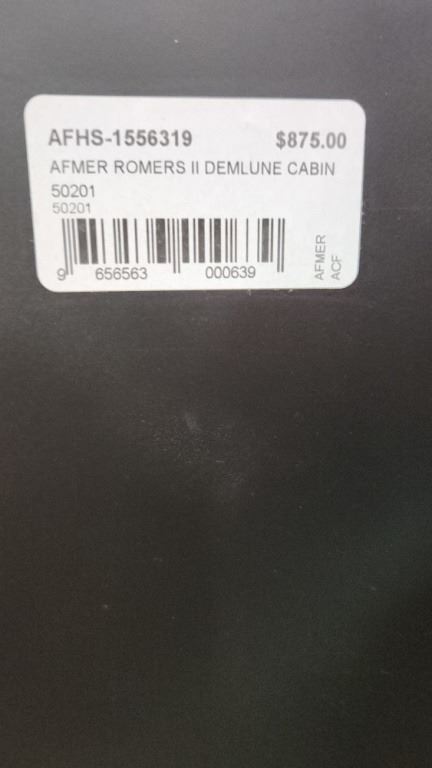 AFHS-1556319 $875.00
AFMER ROMERS II DEMLUNE CABIN
50201
50201
9 656563 000639
AFMER
ACF